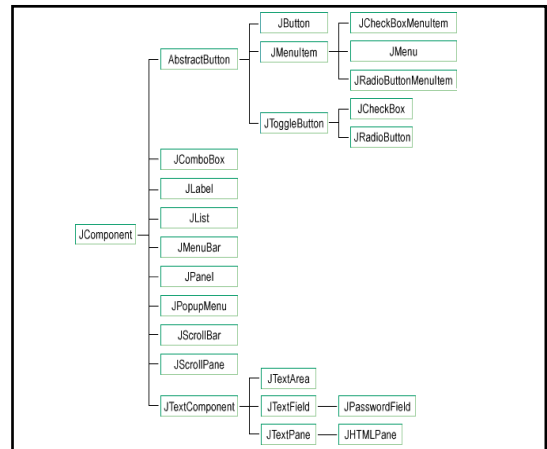 JButton
JCheckBoxMenuItem
AbstractButton
JMenuItem
JMenu
JRadioButtonMenuItem
JToggleButton
JCheckBox
JRadioButton
JComboBox
JLabel
JList
JComponent
JMenuBar
JPanel
JPopupMenu
JScrollBar
JScrollPane
JTextArea
JTextComponent
JTextField
JPasswordField
JTextPane
JHTMLPane